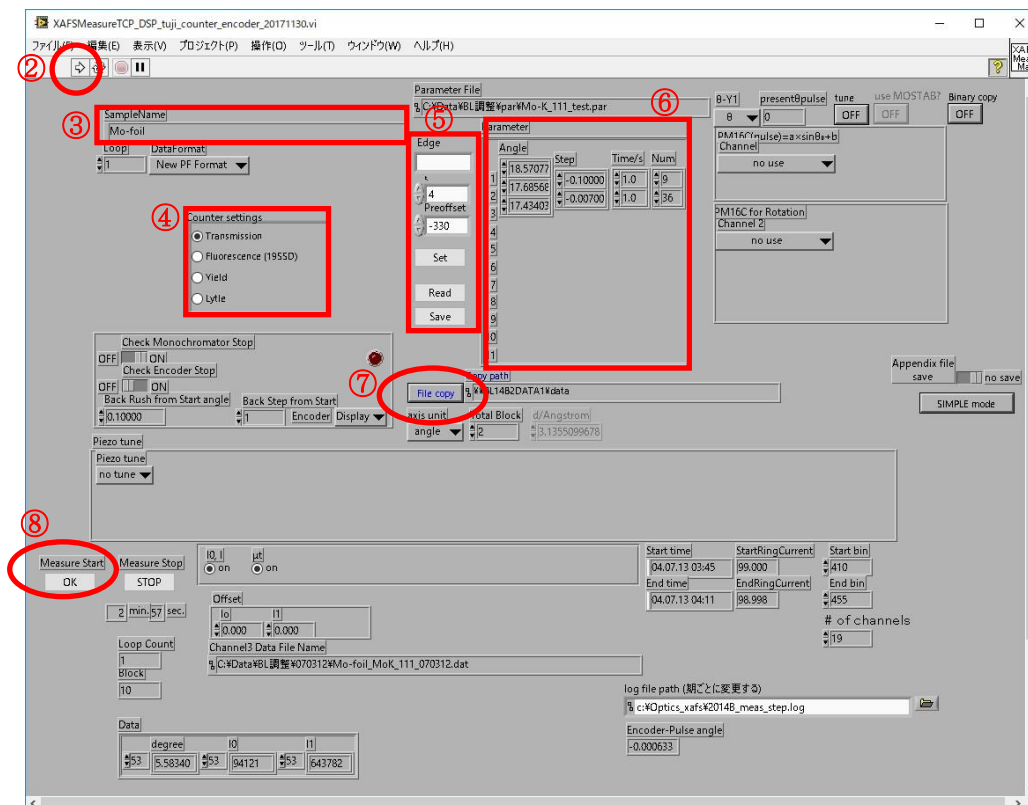 XAFSMeasureTCP_DSP_tuji_counter_encoder_20171130.vi
ファイル(F) 編集(E) 表示(V) プロジェクト(P) 操作(O) ツール(T) ウインドウ(W) ヘルプ(H)
②
Parameter File
C:¥Data¥BL調整¥par¥Mo-K_111_test.par
③ SampleName
Mo-foil
Loop DataFormat
1 New PF Format
④ Counter settings
Transmission
Fluorescence (19SSD)
Yield
Lytle
⑤
Edge
4
Preoffset
-330
Set
Read
Save
⑥
Parameter
Angle Step Time/s Num
1 18.57077 -0.10000 1.0 9
2 17.68568 -0.00700 1.0 36
3 17.43403
4
5
6
7
8
9
θ-Y1 presentθpulse tune use MOSTAB? Binary copy
θ 0 OFF OFF OFF
PM16C(pulse)=a×sinθ+b
Channel
no use
PM16C for Rotation
Channel 2
no use
Check Monochromator Stop
OFF ON
Check Encoder Stop
OFF ON
Back Rush from Start angle Back Step from Start
0.10000 1 Encoder Display
⑦
Copy path
File copy ¥¥BL14B2DATA1¥data
axis unit Total Block d/Angstrom
angle 2 3.1355099678
Appendix file
save no save
SIMPLE mode
Piezo tune
Piezo tune
no tune
⑧
Measure Start Measure Stop
OK STOP
I0, I µt
on on
Start time StartRingCurrent Start bin
04.07.13 03:45 99.000 410
End time EndRingCurrent End bin
04.07.13 04:11 98.998 455
# of channels
19
2 min. 57 sec.
Offset
Io I1
0.000 0.000
Loop Count
1
Block
10
Channel3 Data File Name
C:¥Data¥BL調整¥070312¥Mo-foil_MoK_111_070312.dat
log file path (期ごとに変更する)
c:¥Optics_xafs¥2014B_meas_step.log
Encoder-Pulse angle
-0.000633
Data
degree I0 I1
53 5.58340 53 94121 53 643782